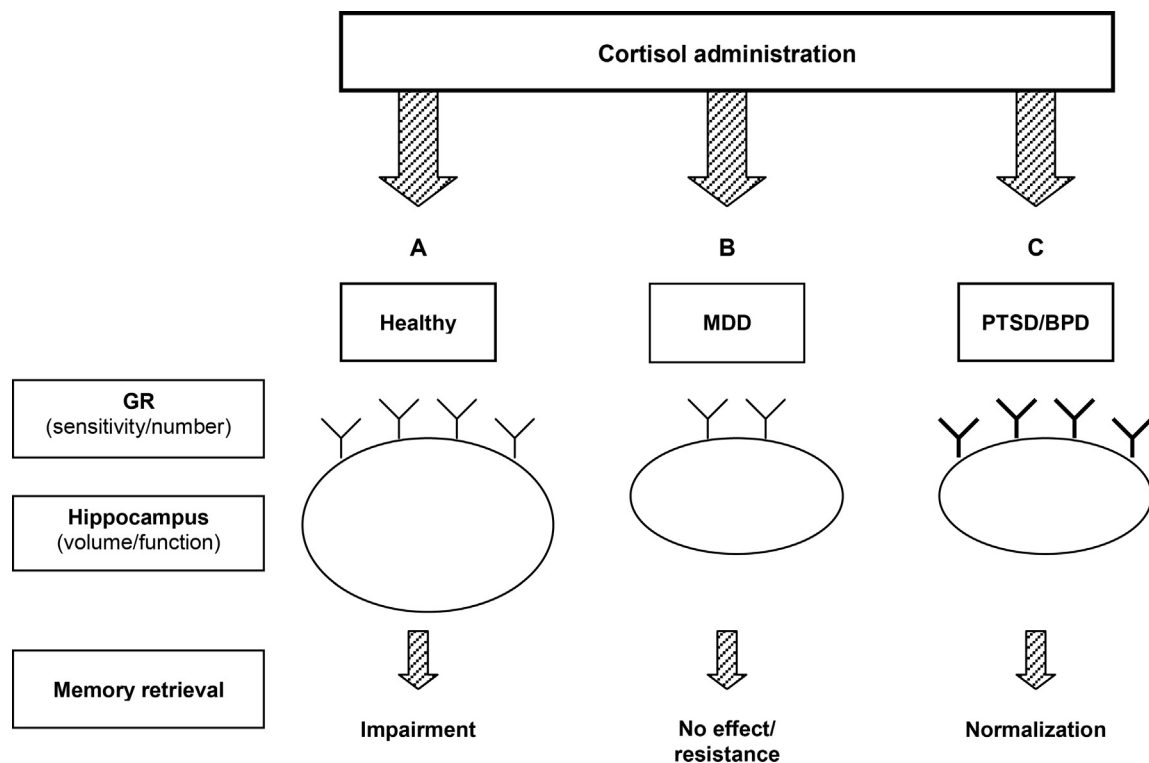 Cortisol administration
A
B
C
Healthy
MDD
PTSD/BPD
GR
(sensitivity/number)
Hippocampus
(volume/function)
Memory retrieval
Impairment
No effect/
resistance
Normalization